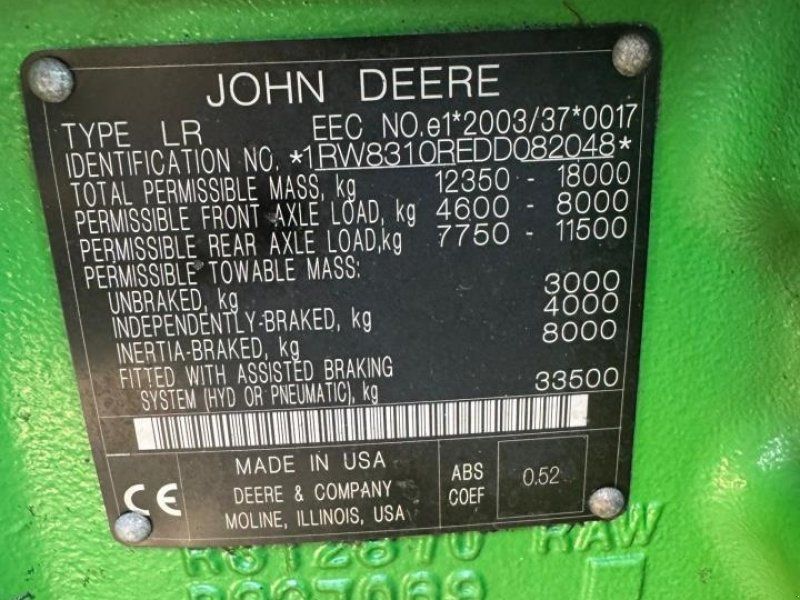 JOHN DEERE
TYPE LR EEC NO.e1*2003/37*0017
IDENTIFICATION NO. *1RW8310REDD082048*
TOTAL PERMISSIBLE MASS, kg 12350 - 18000
PERMISSIBLE FRONT AXLE LOAD, kg 4600 - 8000
PERMISSIBLE REAR AXLE LOAD,kg 7750 - 11500
PERMISSIBLE TOWABLE MASS:
UNBRAKED, kg 3000
INDEPENDENTLY-BRAKED, kg 4000
INERTIA-BRAKED, kg 8000
FITTED WITH ASSISTED BRAKING
SYSTEM (HYD OR PNEUMATIC), kg 33500
CE
MADE IN USA
DEERE & COMPANY
MOLINE, ILLINOIS, USA
ABS
COEF
0.52
RAW